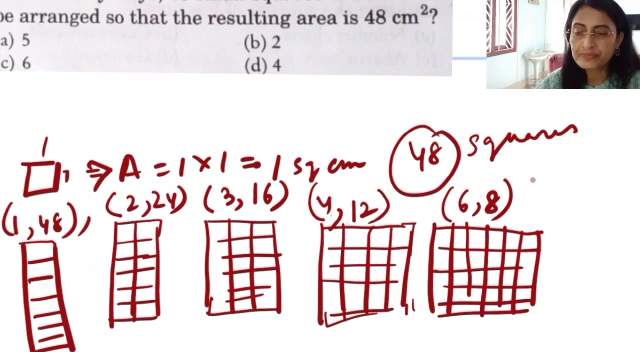 be arranged so that the resulting area is 48 cm²?
a) 5 (b) 2
c) 6 (d) 4
1
1 ⇒ A = 1 × 1 = 1 sq cm 48 squares
(1, 48), (2, 24) (3, 16) (4, 12) (6, 8)